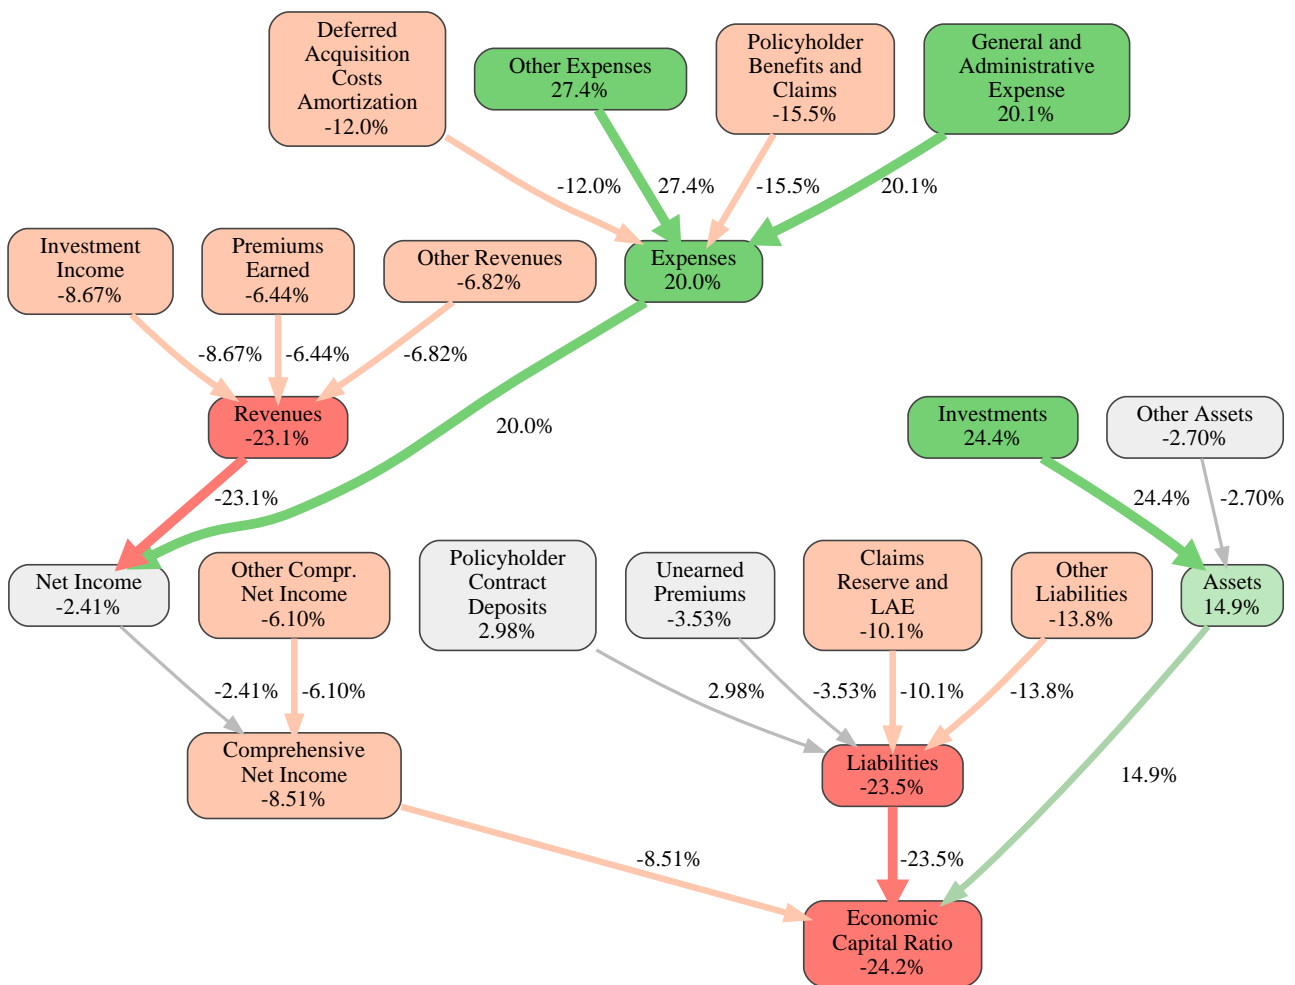 Deferred
Acquisition
Costs
Amortization
-12.0%
Other Expenses
27.4%
Policyholder
Benefits and
Claims
-15.5%
General and
Administrative
Expense
20.1%
-12.0%
27.4%
-15.5%
20.1%
Investment
Income
-8.67%
Premiums
Earned
-6.44%
Other Revenues
-6.82%
Expenses
20.0%
-8.67%
-6.44%
-6.82%
Revenues
-23.1%
20.0%
Investments
24.4%
Other Assets
-2.70%
-23.1%
24.4%
-2.70%
Net Income
-2.41%
Other Compr.
Net Income
-6.10%
Policyholder
Contract
Deposits
2.98%
Unearned
Premiums
-3.53%
Claims
Reserve and
LAE
-10.1%
Other
Liabilities
-13.8%
Assets
14.9%
-2.41%
-6.10%
2.98%
-3.53%
-10.1%
-13.8%
Comprehensive
Net Income
-8.51%
Liabilities
-23.5%
14.9%
-8.51%
-23.5%
Economic
Capital Ratio
-24.2%